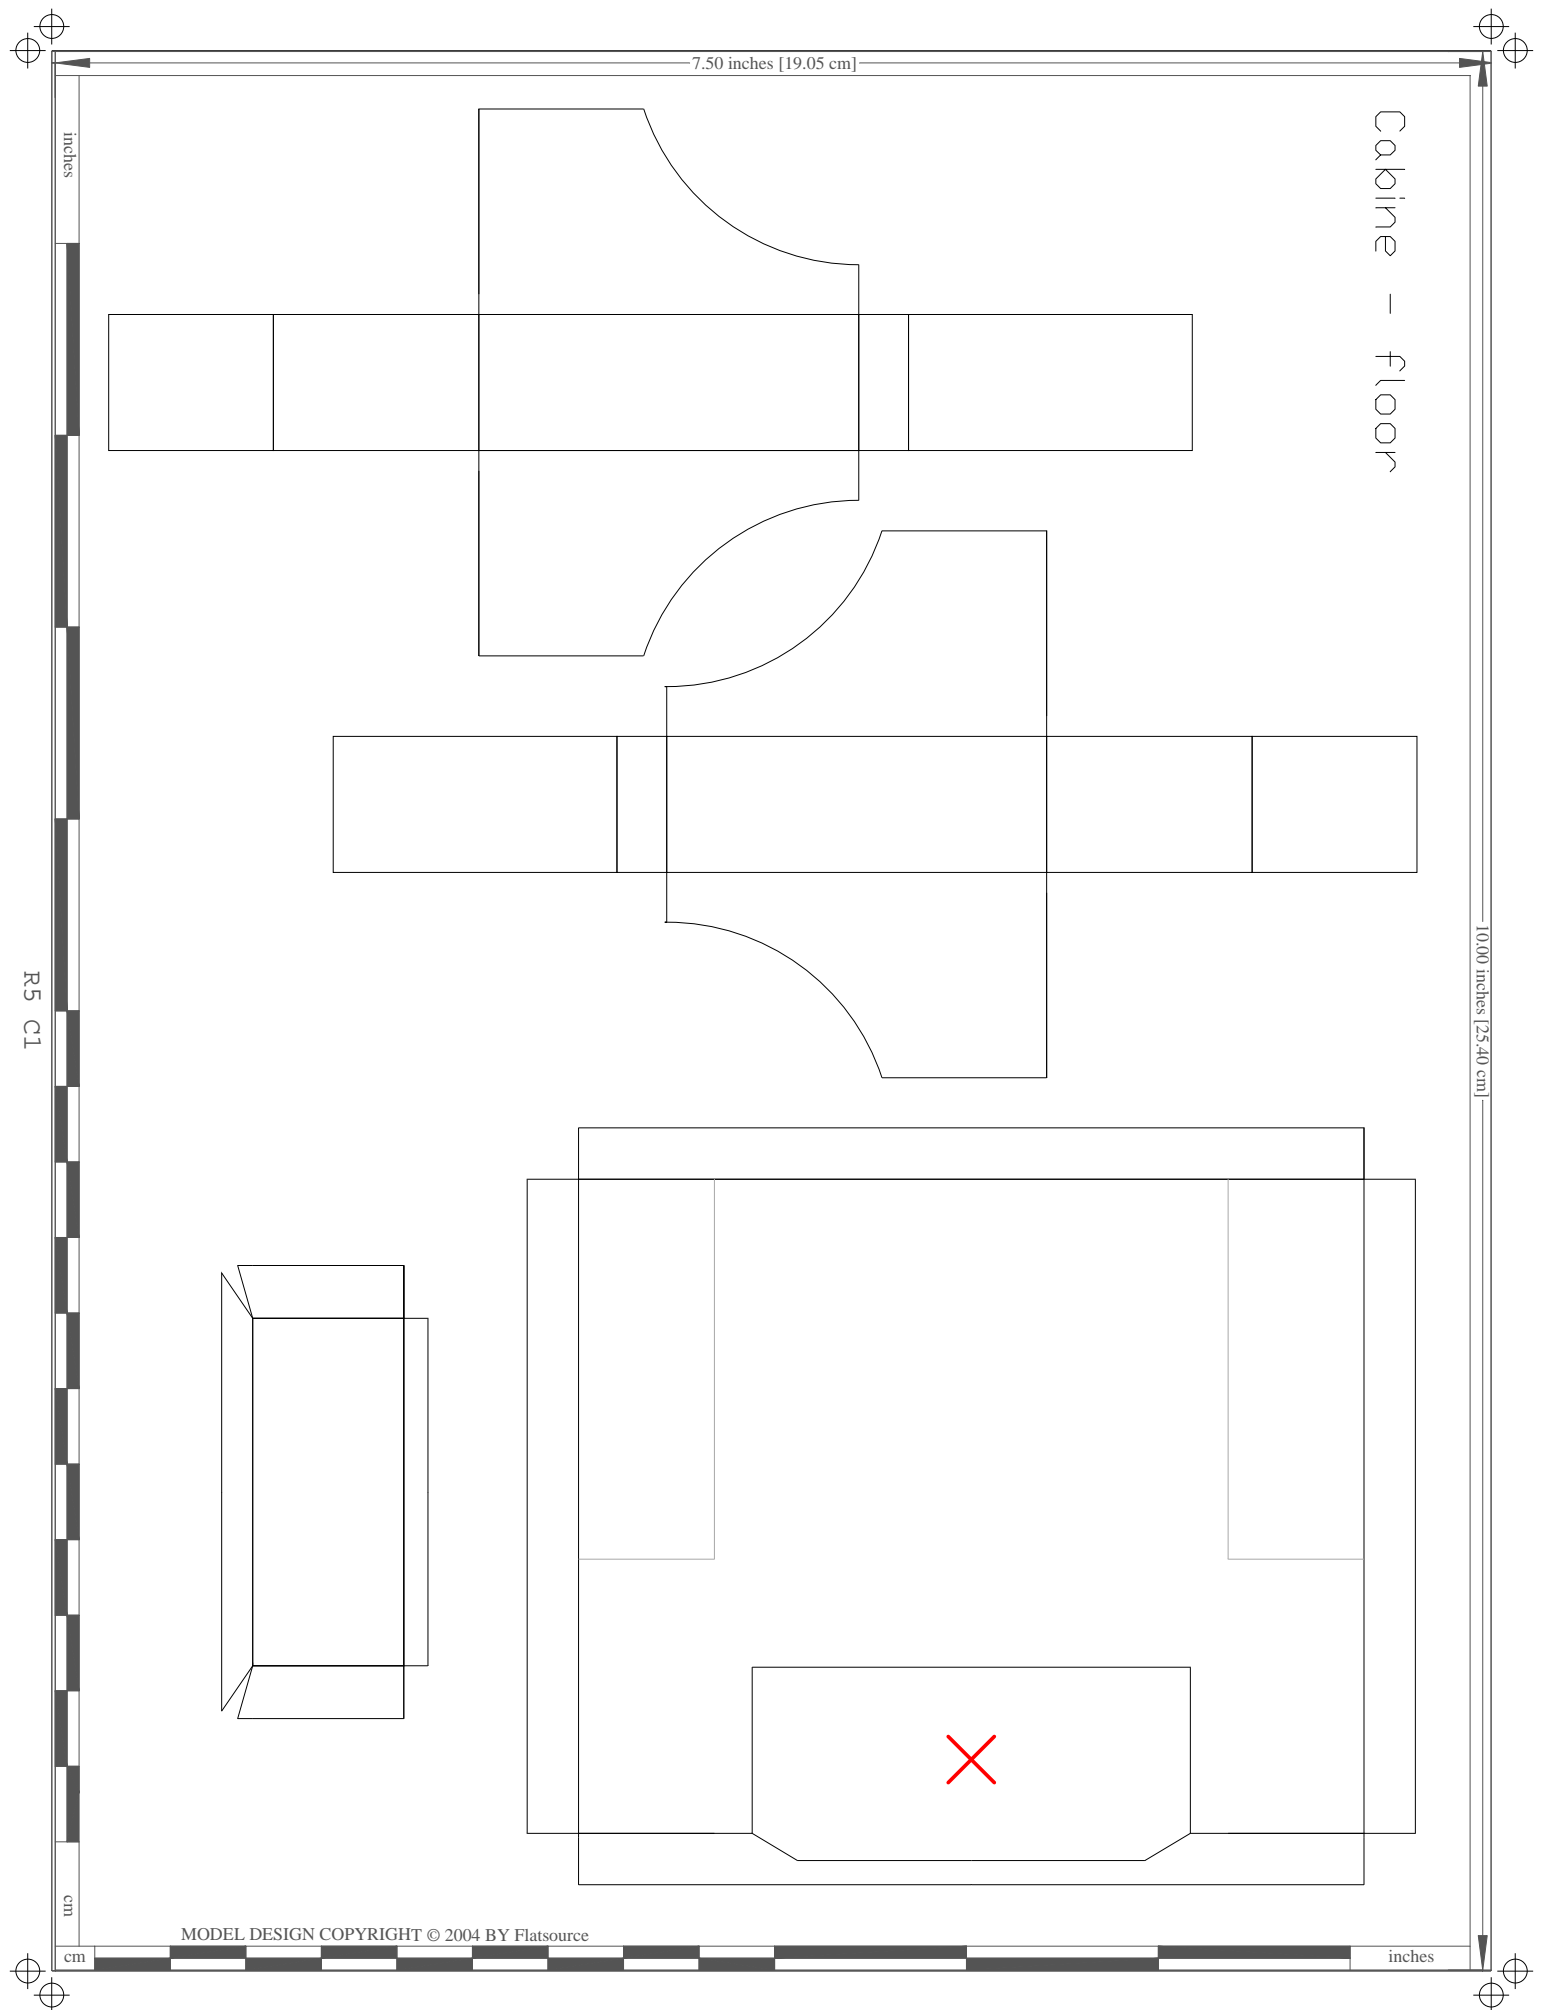 7.50 inches [19.05 cm]
inches
Cabine - floor
10.00 inches [25.40 cm]
R5 C1
cm
MODEL DESIGN COPYRIGHT © 2004 BY Flatsource
cm
inches